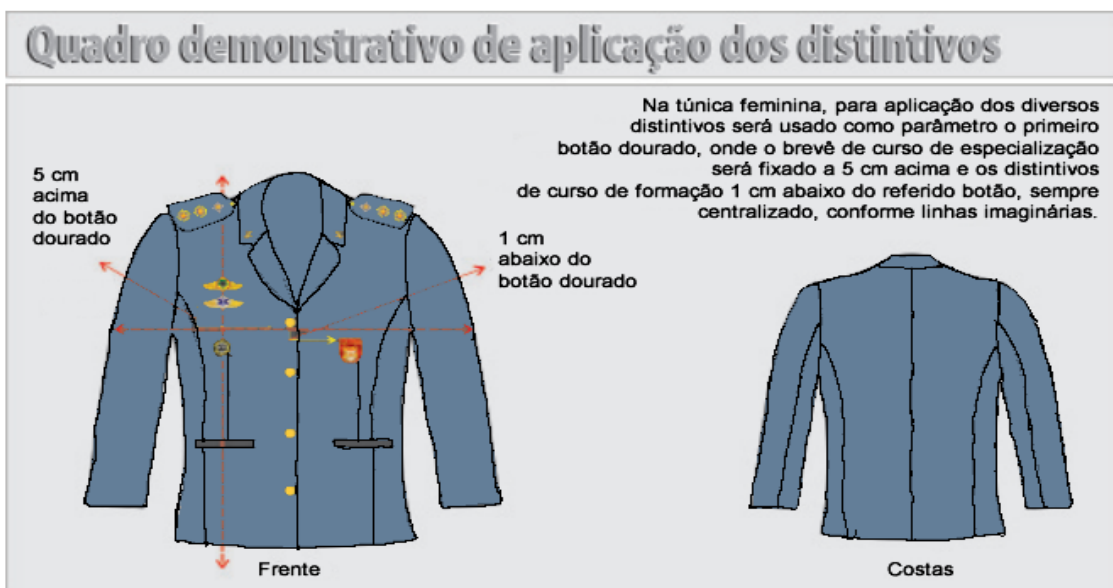 Quadro demonstrativo de aplicação dos distintivos
Na túnica feminina, para aplicação dos diversos
distintivos será usado como parâmetro o primeiro
botão dourado, onde o brevê de curso de especialização
será fixado a 5 cm acima e os distintivos
de curso de formação 1 cm abaixo do referido botão, sempre
centralizado, conforme linhas imaginárias.
5 cm
acima
do botão
dourado
1 cm
abaixo do
botão dourado
Frente
Costas